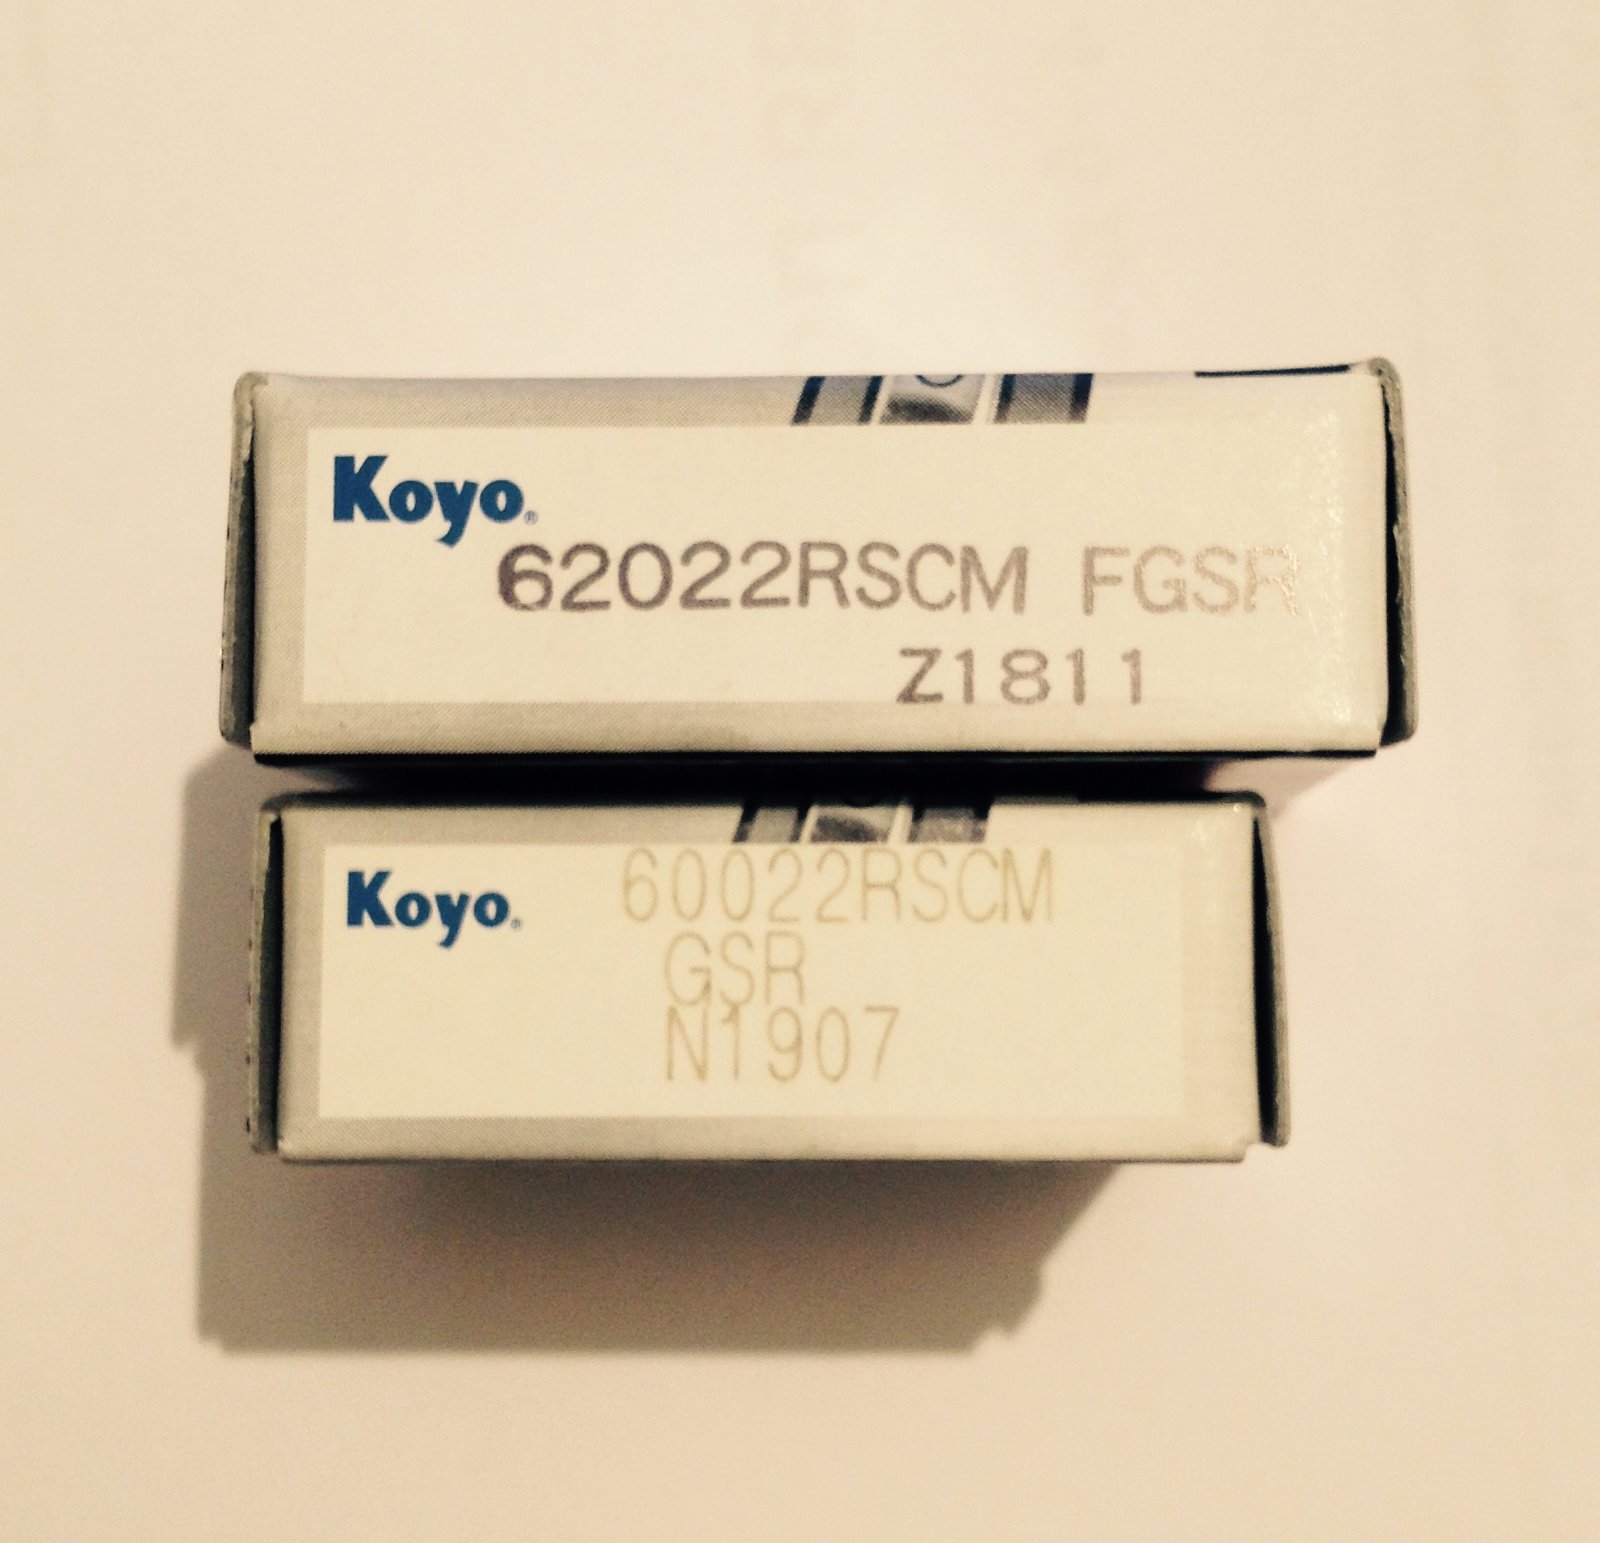 Koyo®
62022RSCM FGSR
Z1811
Koyo®
60022RSCM
GSR
N1907